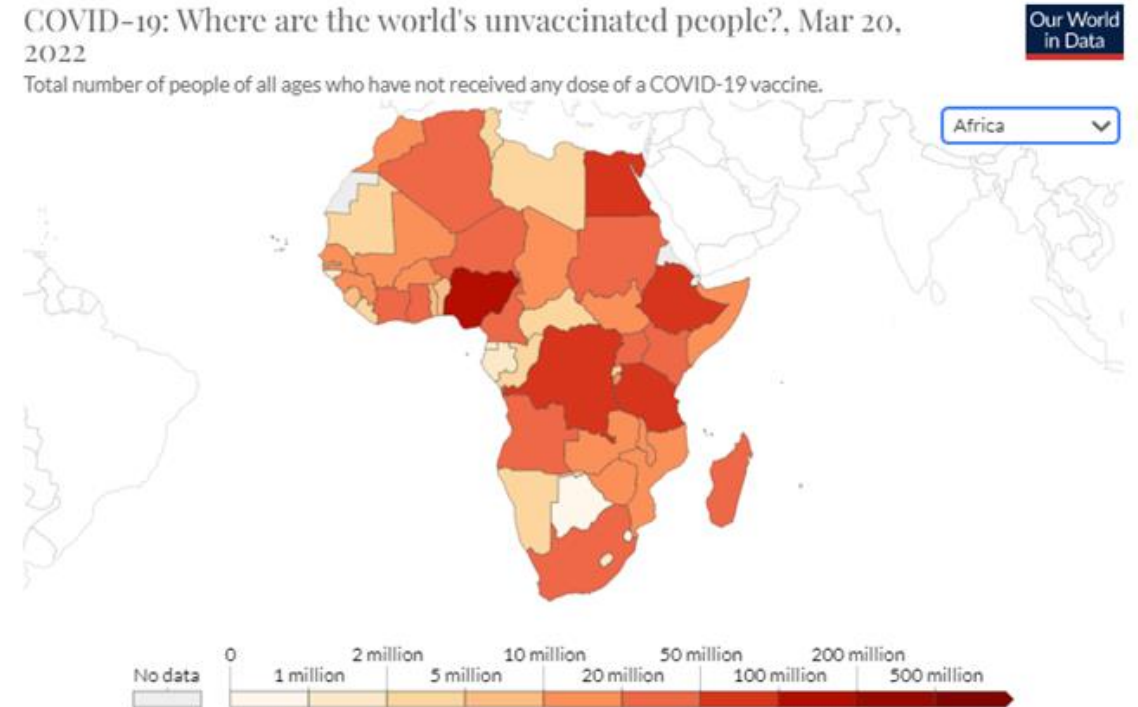 COVID-19: Where are the world's unvaccinated people?, Mar 20,
2022
Our World
in Data
Total number of people of all ages who have not received any dose of a COVID-19 vaccine.
Africa
0 2 million 10 million 50 million 200 million
No data 1 million 5 million 20 million 100 million 500 million